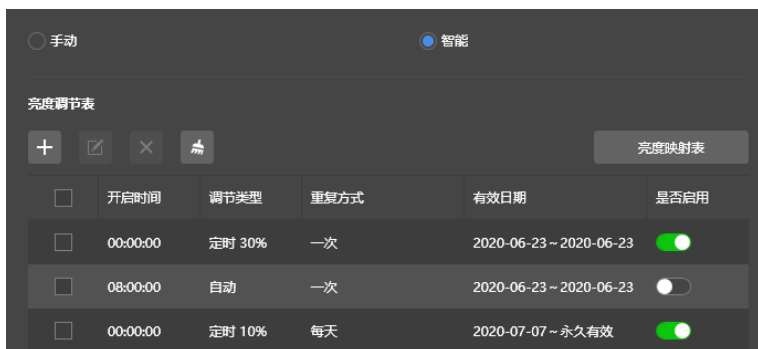 手动 智能
亮度调节表
亮度映射表
开启时间 调节类型 重复方式 有效日期 是否启用
00:00:00 定时 30% 一次 2020-06-23 ~ 2020-06-23
08:00:00 自动 一次 2020-06-23 ~ 2020-06-23
00:00:00 定时 10% 每天 2020-07-07 ~ 永久有效